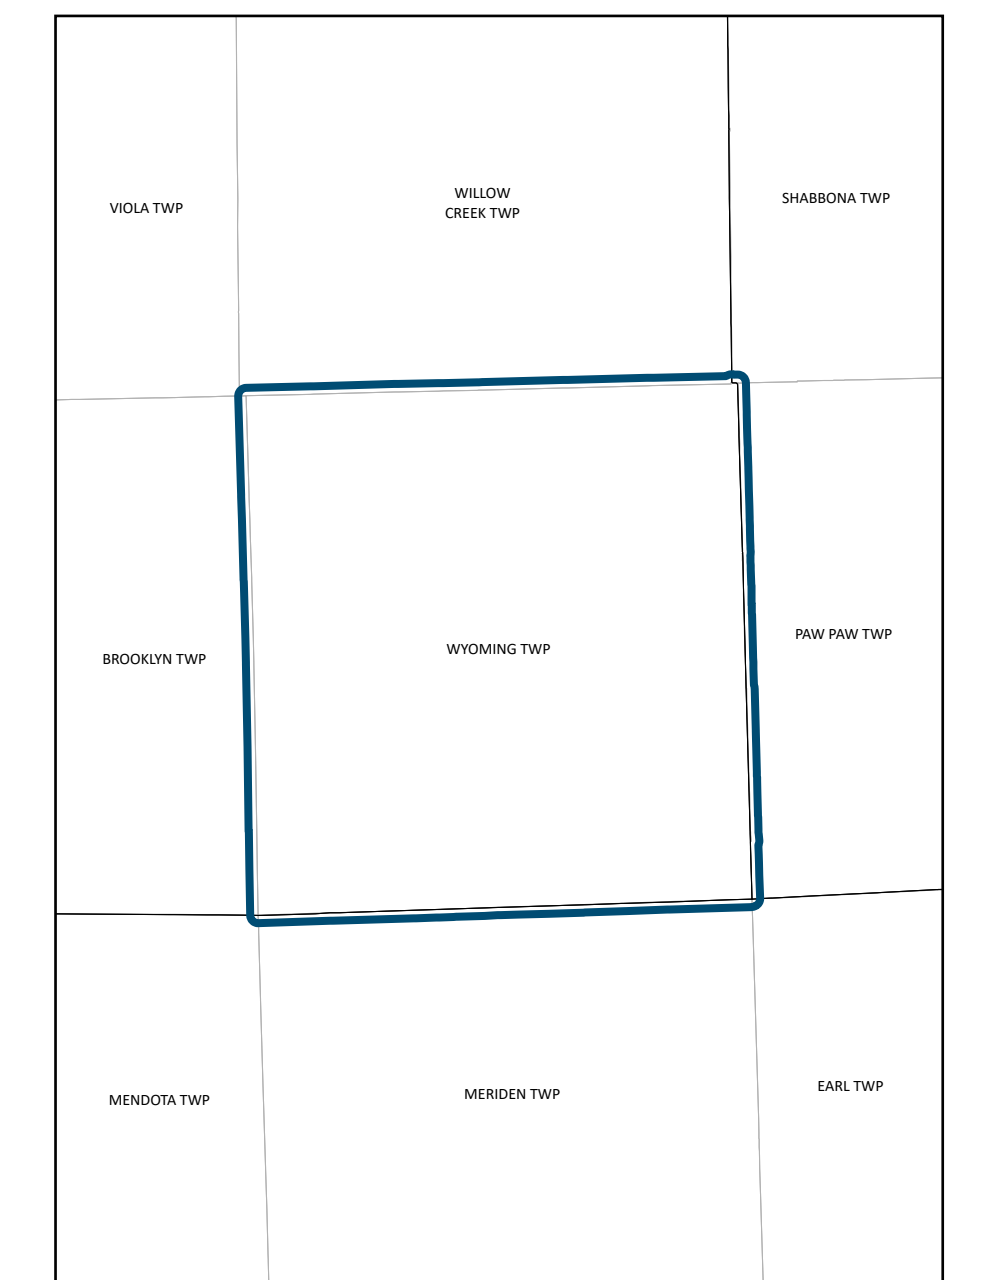 VIOLA TWP
WILLOW
CREEK TWP
SHABBONA TWP
BROOKLYN TWP
WYOMING TWP
PAW PAW TWP
MENDOTA TWP
MERIDEN TWP
EARL TWP